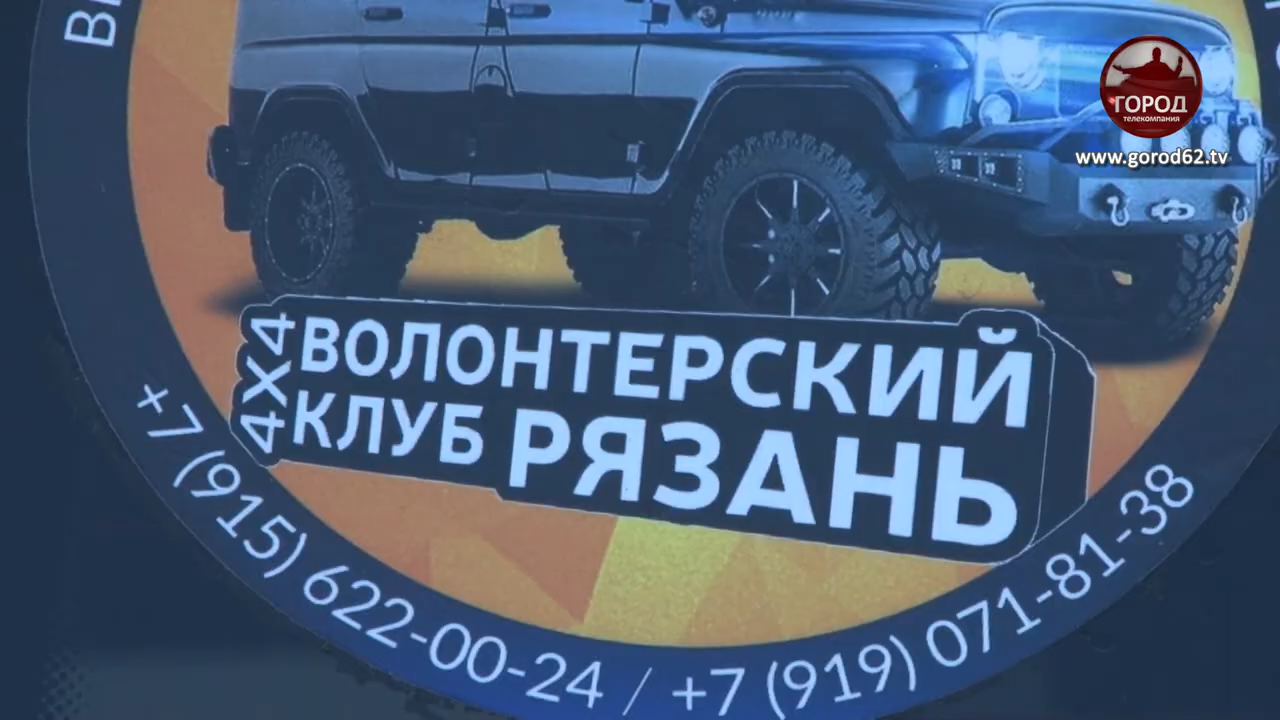 ГОРОД
телекомпания
www.gorod62.tv
4X4
ВОЛОНТЕРСКИЙ
КЛУБ РЯЗАНЬ
+7 (915) 622-00-24 / +7 (919) 071-81-38